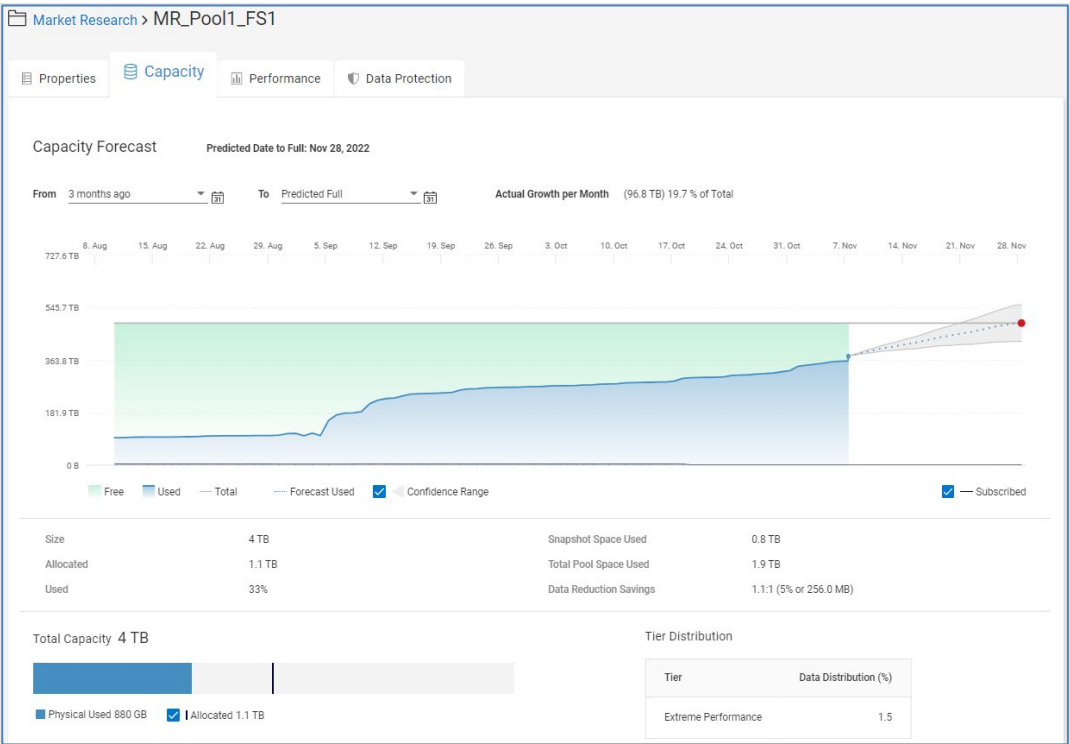 Market Research > MR_Pool1_FS1
Properties Capacity Performance Data Protection
Capacity Forecast Predicted Date to Full: Nov 28, 2022
From 3 months ago 31 To Predicted Full 31 Actual Growth per Month (96.8 TB) 19.7 % of Total
8. Aug 15. Aug 22. Aug 29. Aug 5. Sep 12. Sep 19. Sep 26. Sep 3. Oct 10. Oct 17. Oct 24. Oct 31. Oct 7. Nov 14. Nov 21. Nov 28. Nov
727.6 TB
545.7 TB
363.8 TB
181.9 TB
0 B
Free Used Total Forecast Used Confidence Range Subscribed
Size 4 TB Snapshot Space Used 0.8 TB
Allocated 1.1 TB Total Pool Space Used 1.9 TB
Used 33% Data Reduction Savings 1.1:1 (5% or 256.0 MB)
Total Capacity 4 TB Tier Distribution
Tier Data Distribution (%)
Physical Used 880 GB Allocated 1.1 TB
Extreme Performance 1.5